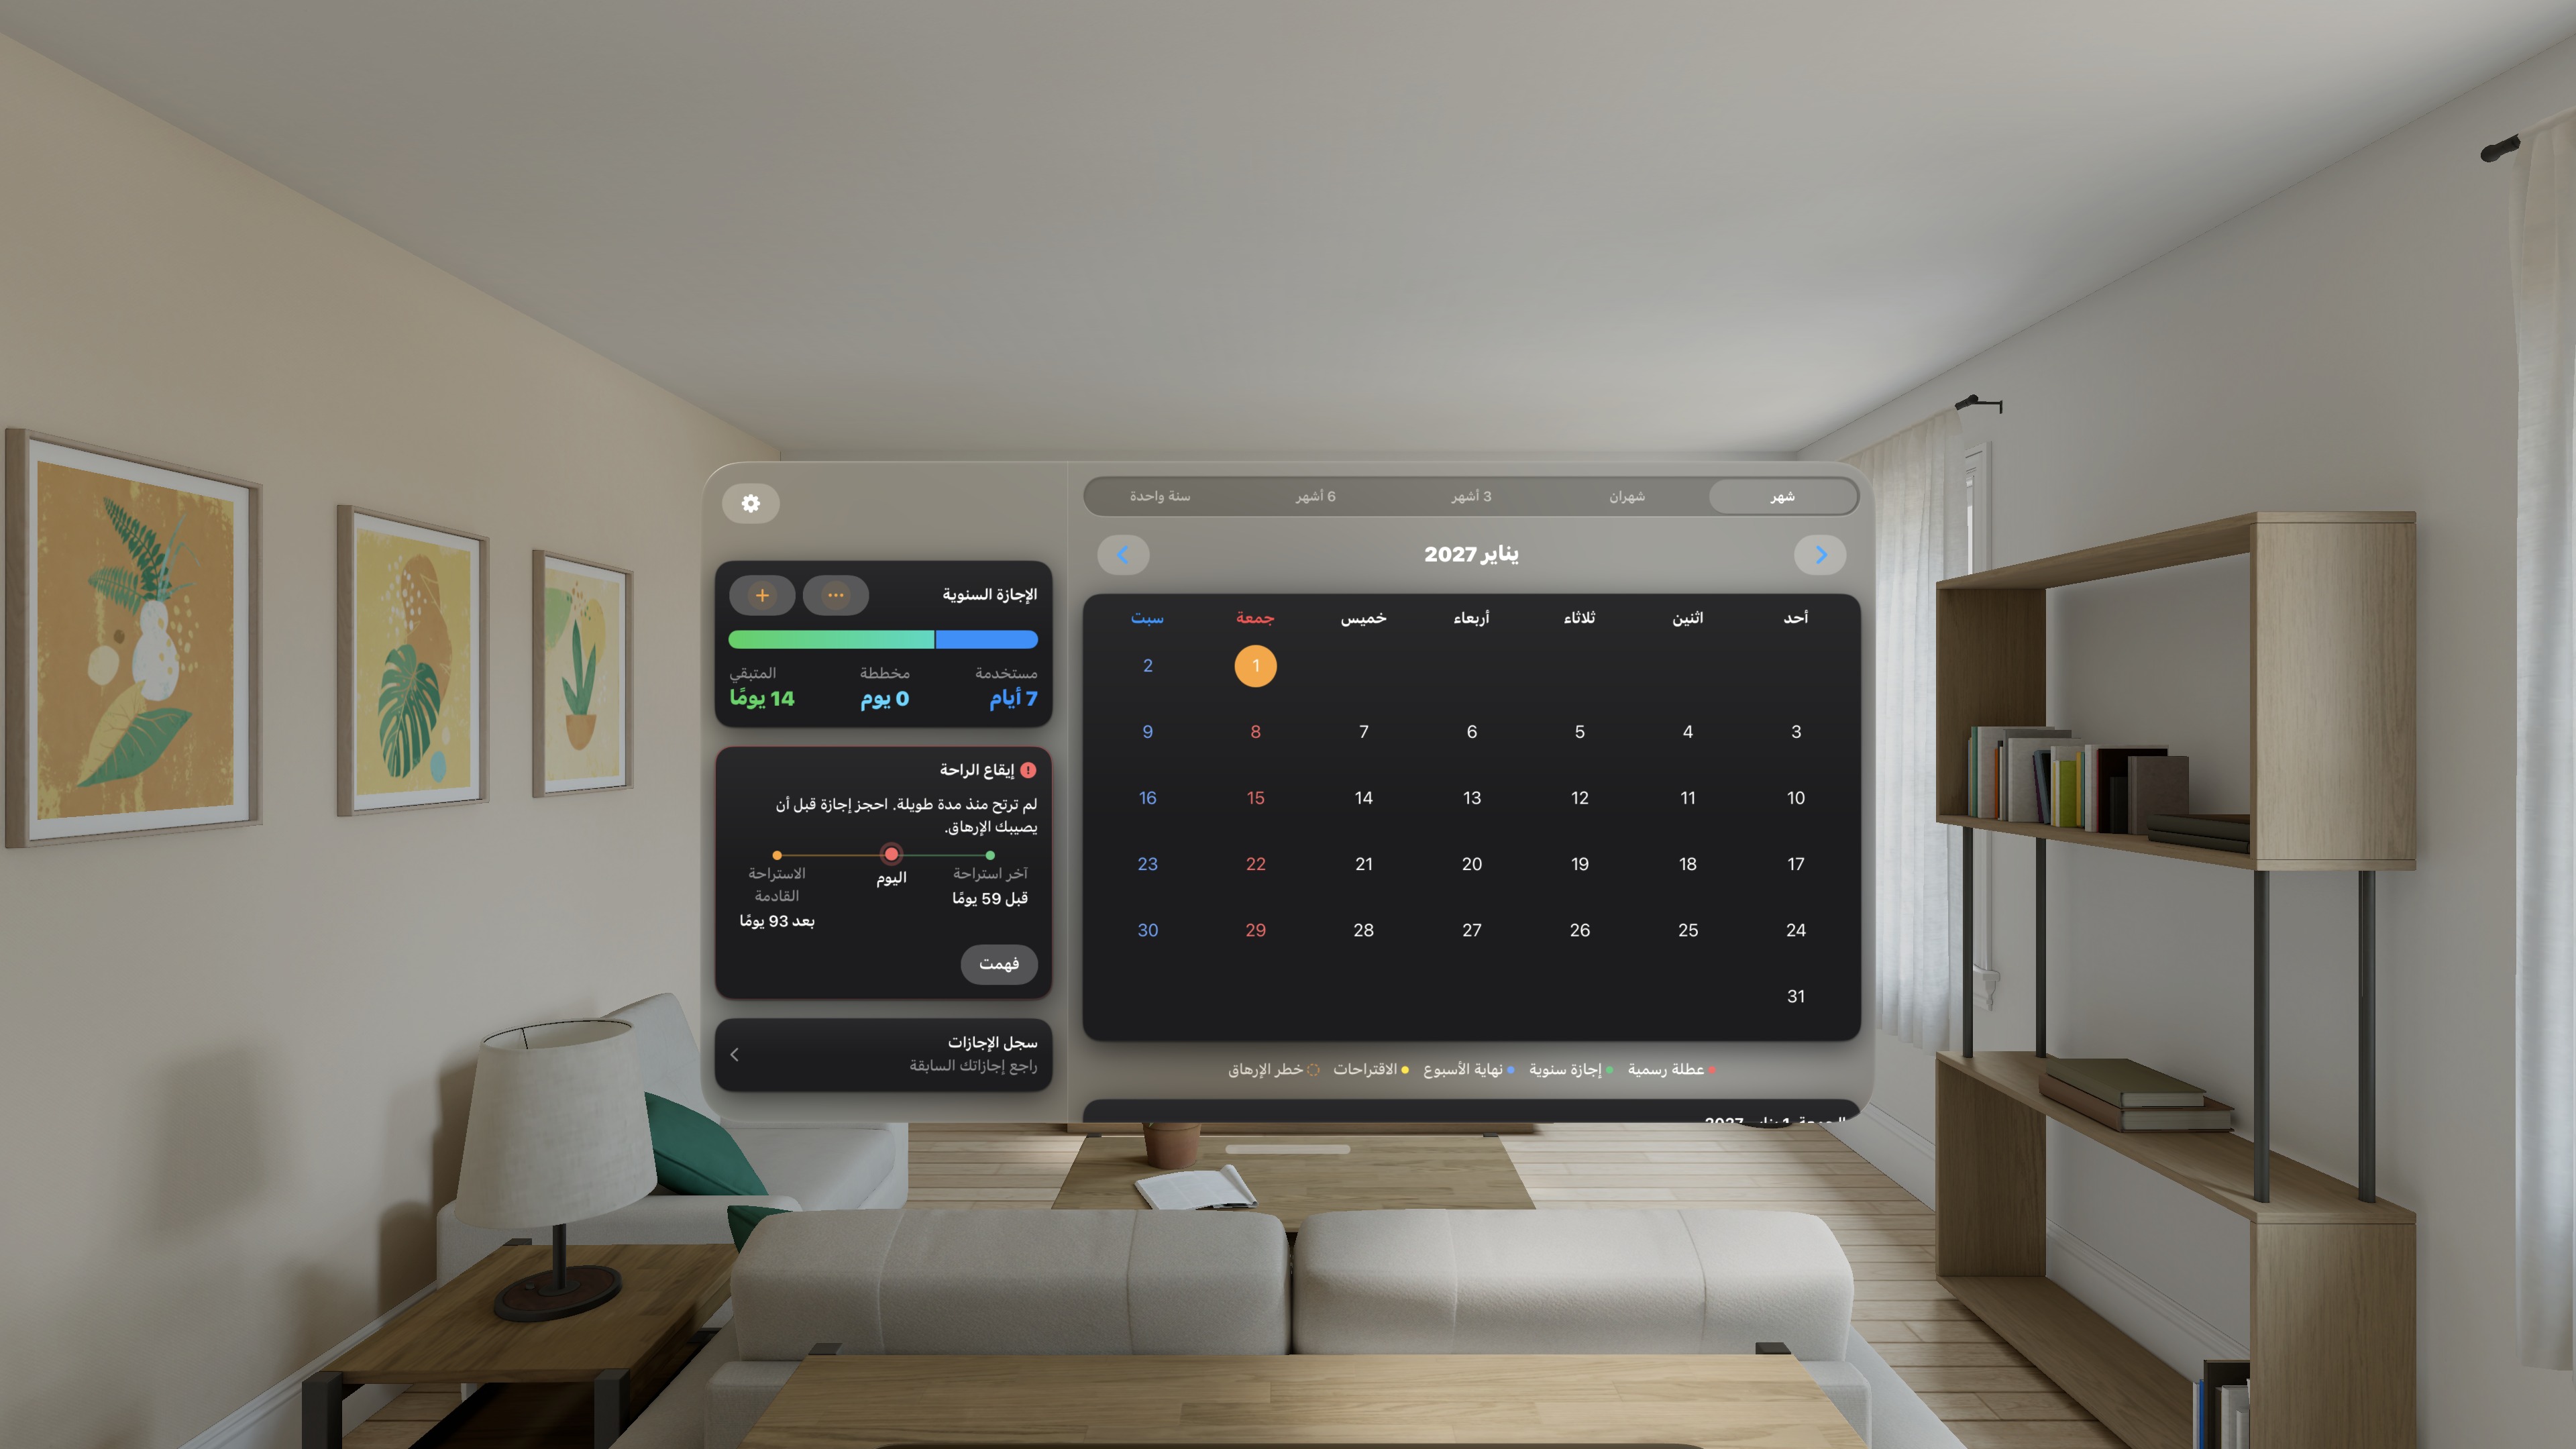 شهر
شهران
3 أشهر
6 أشهر
سنة واحدة
يناير 2027
أحد اثنين ثلاثاء أربعاء خميس جمعة سبت
1 2
3 4 5 6 7 8 9
10 11 12 13 14 15 16
17 18 19 20 21 22 23
24 25 26 27 28 29 30
31
عطلة رسمية إجازة سنوية نهاية الأسبوع الاقتراحات خطر الإرهاق
الجمعة، 1 يناير 2027
الإجازة السنوية
مستخدمة مخططة المتبقي
7 أيام 0 يوم 14 يومًا
إيقاع الراحة
لم ترتح منذ مدة طويلة. احجز إجازة قبل أن
يصيبك الإرهاق.
آخر استراحة
قبل 59 يومًا
اليوم
الاستراحة
القادمة
بعد 93 يومًا
فهمت
سجل الإجازات
راجع إجازاتك السابقة